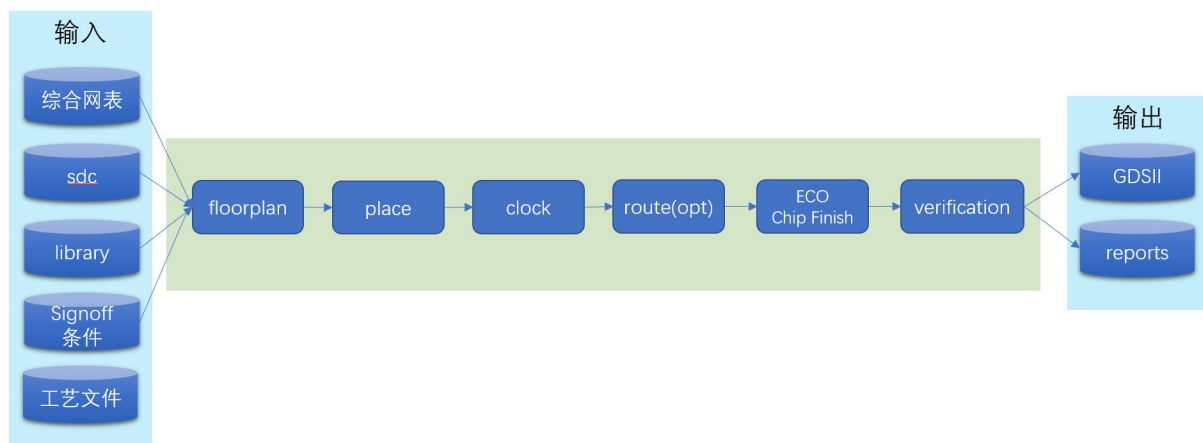 输入
综合网表
sdc
library
Signoff
条件
工艺文件
floorplan
place
clock
route(opt)
ECO
Chip Finish
verification
输出
GDSII
reports